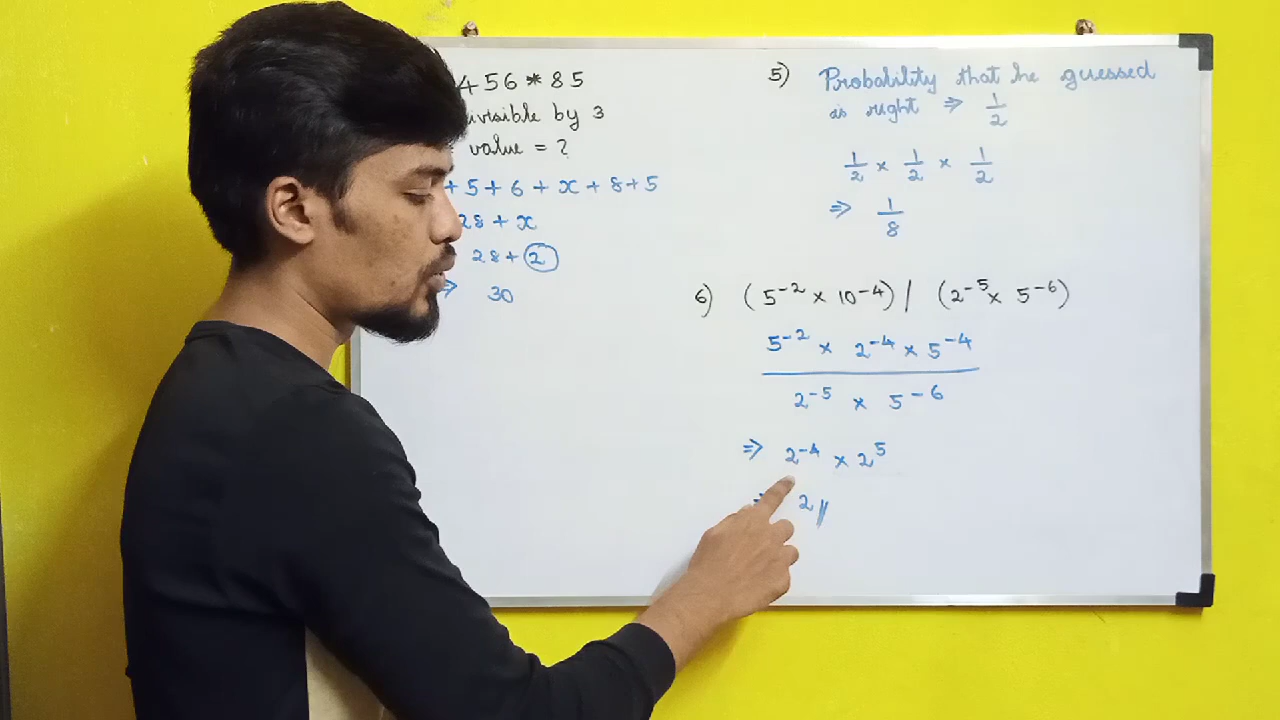 456*85
divisible by 3
value = ?
+ 5 + 6 + x + 8 + 5
28 + x
28 + 2
⇒ 30
5) Probability that he guessed
is right ⇒ 1/2
1/2 × 1/2 × 1/2
⇒ 1/8
6) (5⁻² × 10⁻⁴) / (2⁻⁵ × 5⁻⁶)
5⁻² × 2⁻⁴ × 5⁻⁴
2⁻⁵ × 5⁻⁶
⇒ 2⁻⁴ × 2⁵
⇒ 2//